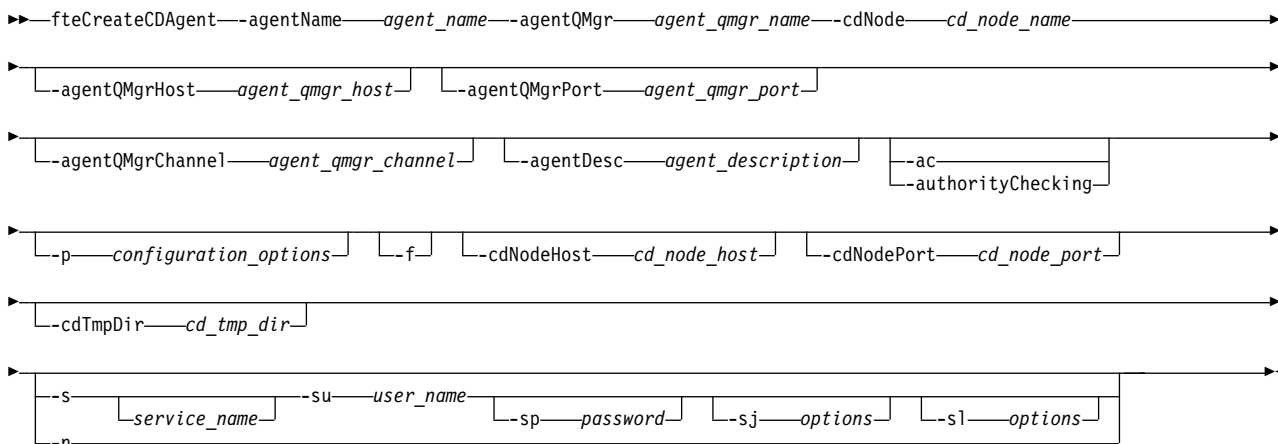 fteCreateCDAgent -agentName agent_name -agentQMgr agent_qmgr_name -cdNode cd_node_name
-agentQMgrHost agent_qmgr_host -agentQMgrPort agent_qmgr_port
-agentQMgrChannel agent_qmgr_channel -agentDesc agent_description -ac
-authorityChecking
-p configuration_options -f -cdNodeHost cd_node_host -cdNodePort cd_node_port
-cdTmpDir cd_tmp_dir
-s -su user_name
service_name -sp password -sj options -sl options
-n